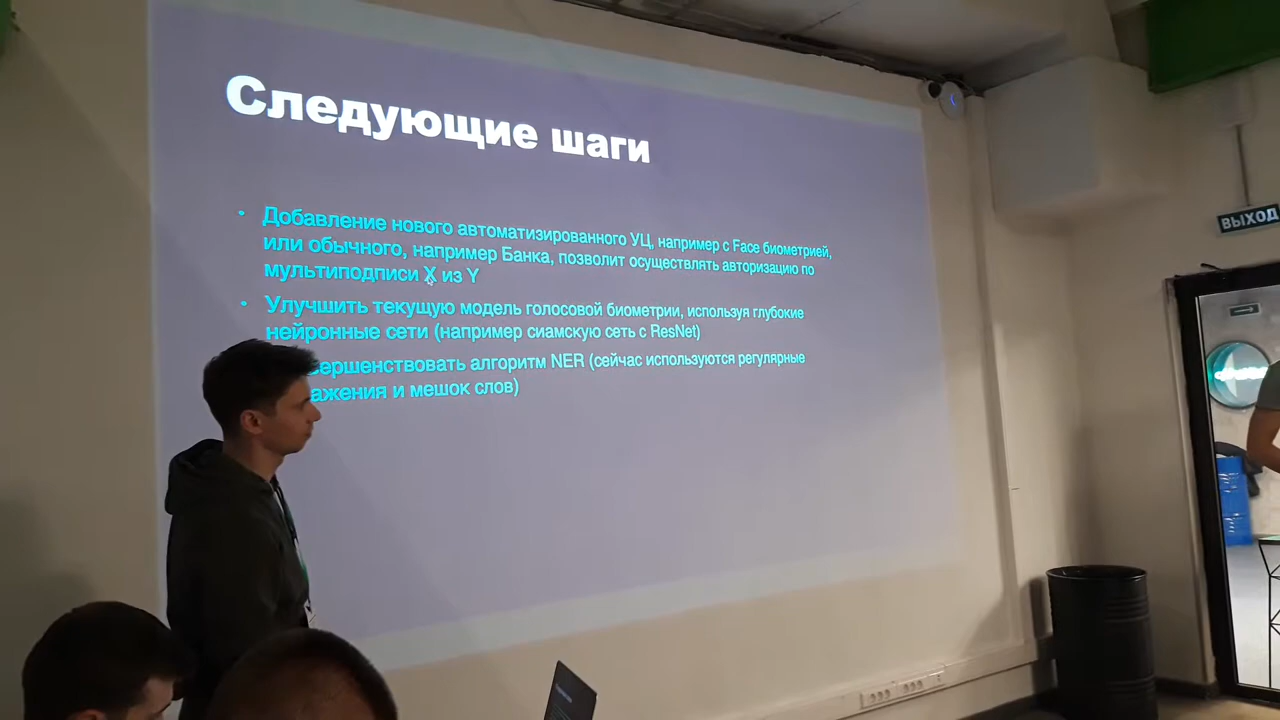 Следующие шаги
• Добавление нового автоматизированного УЦ, например с Face биометрией,
или обычного, например Банка, позволит осуществлять авторизацию по
мультиподписи X из Y
• Улучшить текущую модель голосовой биометрии, используя глубокие
нейронные сети (например сиамскую сеть с ResNet)
вершенствовать алгоритм NER (сейчас используются регулярные
ажения и мешок слов)
ВЫХОД